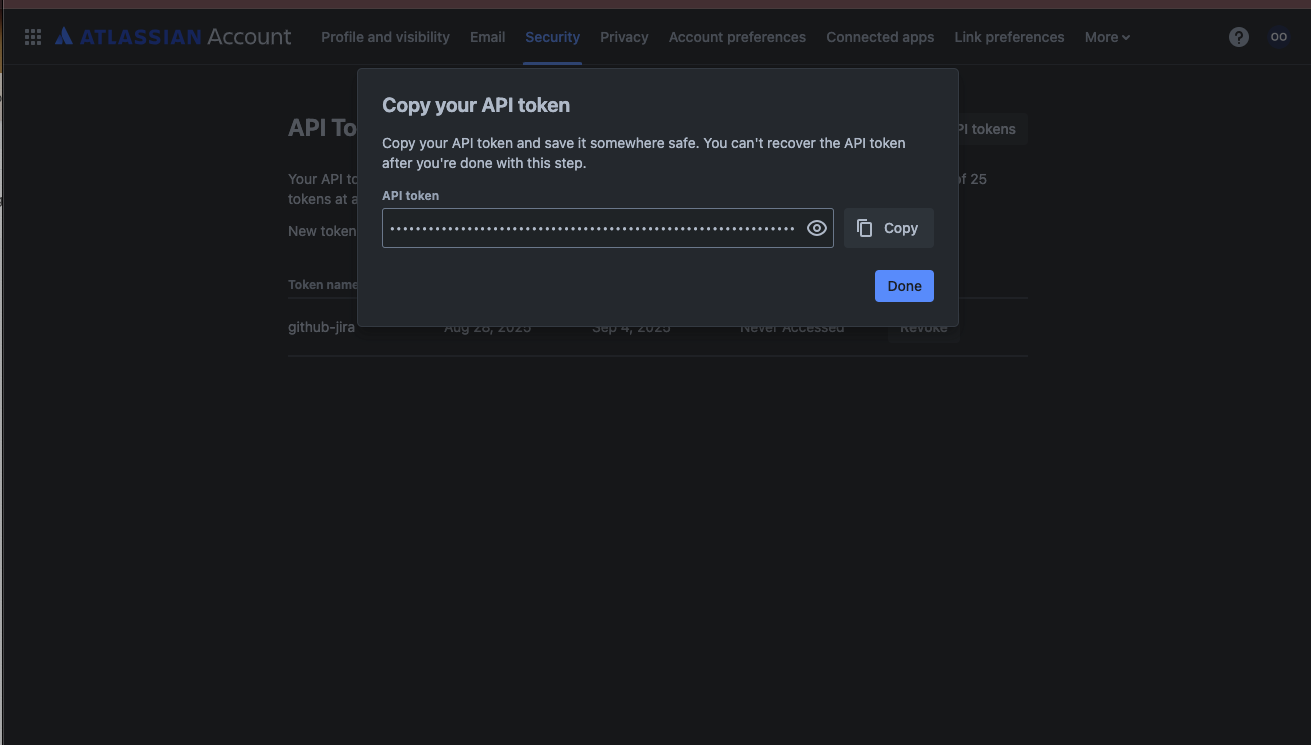 ATLASSIAN Account
Profile and visibility
Email
Security
Privacy
Account preferences
Connected apps
Link preferences
More
OO
Copy your API token
Copy your API token and save it somewhere safe. You can't recover the API token
after you're done with this step.
API token
Copy
Done
API
PI tokens
Your API
of 25
tokens at
New token
Token name
github-jira
Aug 28, 2025
Sep 4, 2025
Never Accessed
Revoke